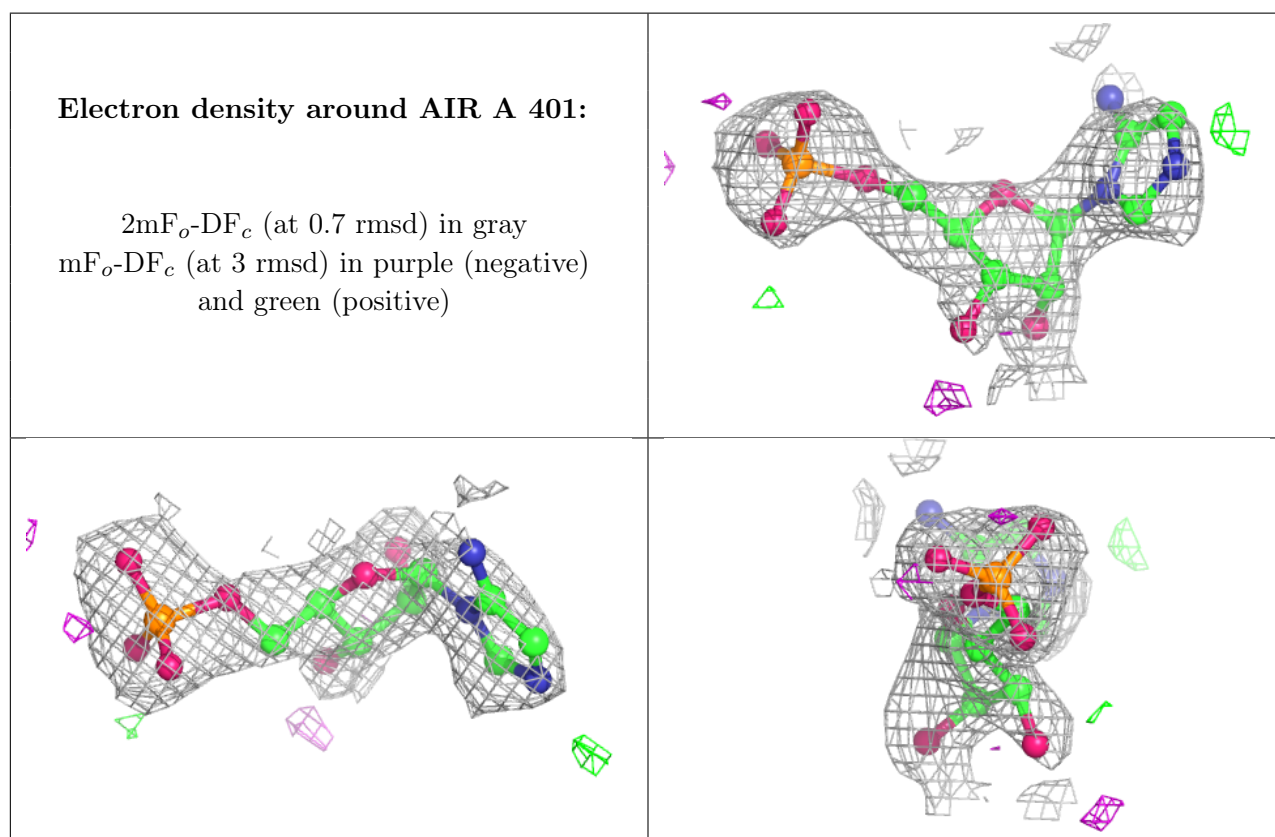 Electron density around AIR A 401:
2mFo-DFc (at 0.7 rmsd) in gray
mFo-DFc (at 3 rmsd) in purple (negative)
and green (positive)